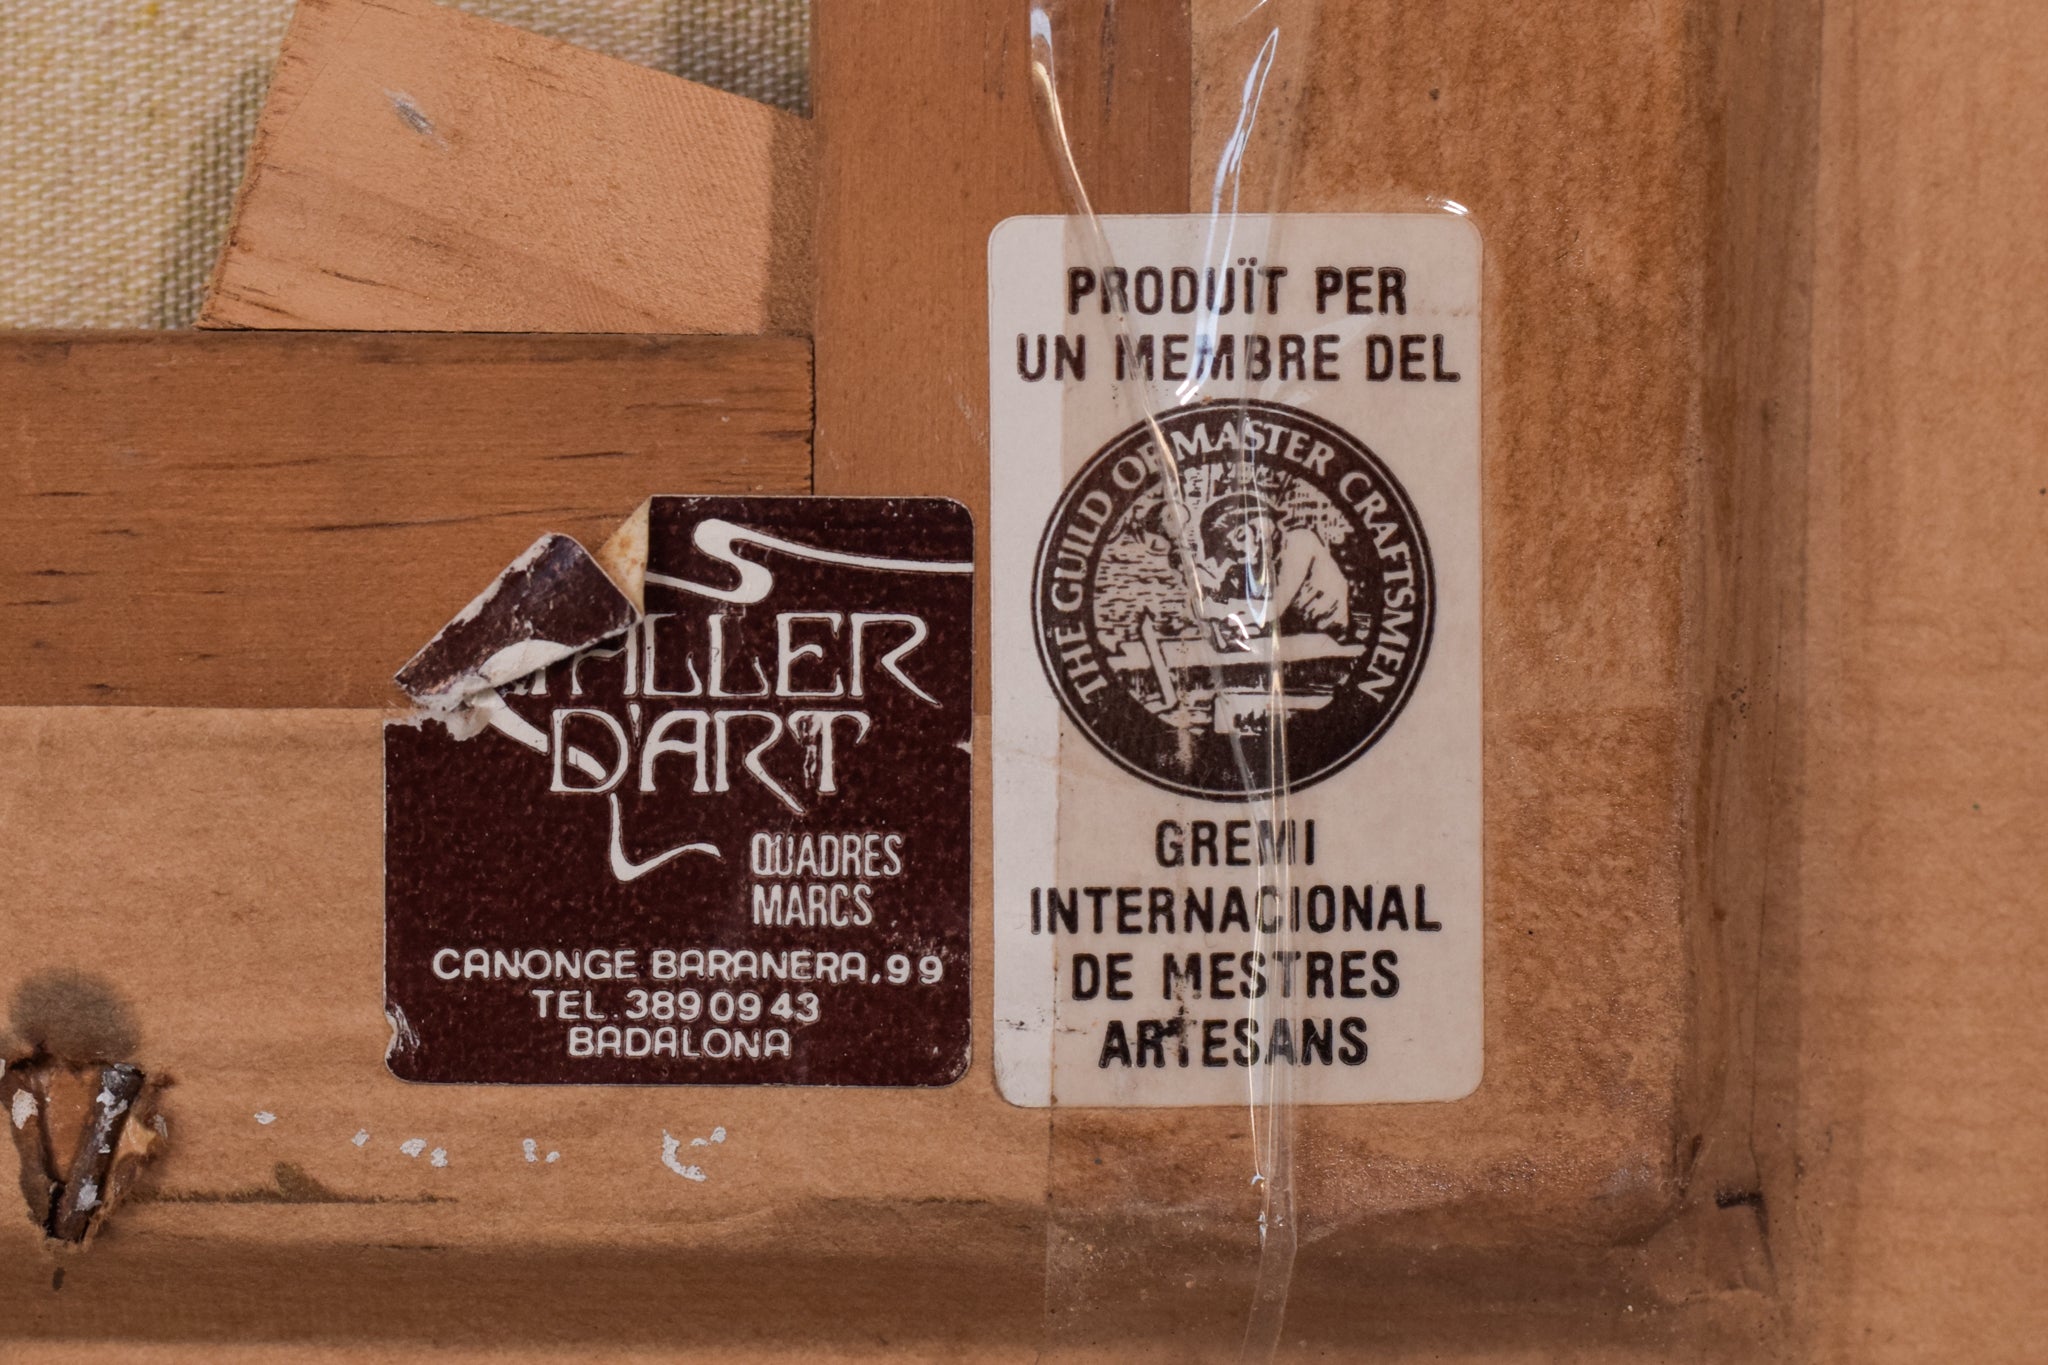 TALLER
D'ART
QUADRES
MARCS
CANONGE BARANERA, 99
TEL. 389 09 43
BADALONA
PRODUÏT PER
UN MEMBRE DEL
THE GUILD OF MASTER CRAFTSMEN
GREMI
INTERNACIONAL
DE MESTRES
ARTESANS